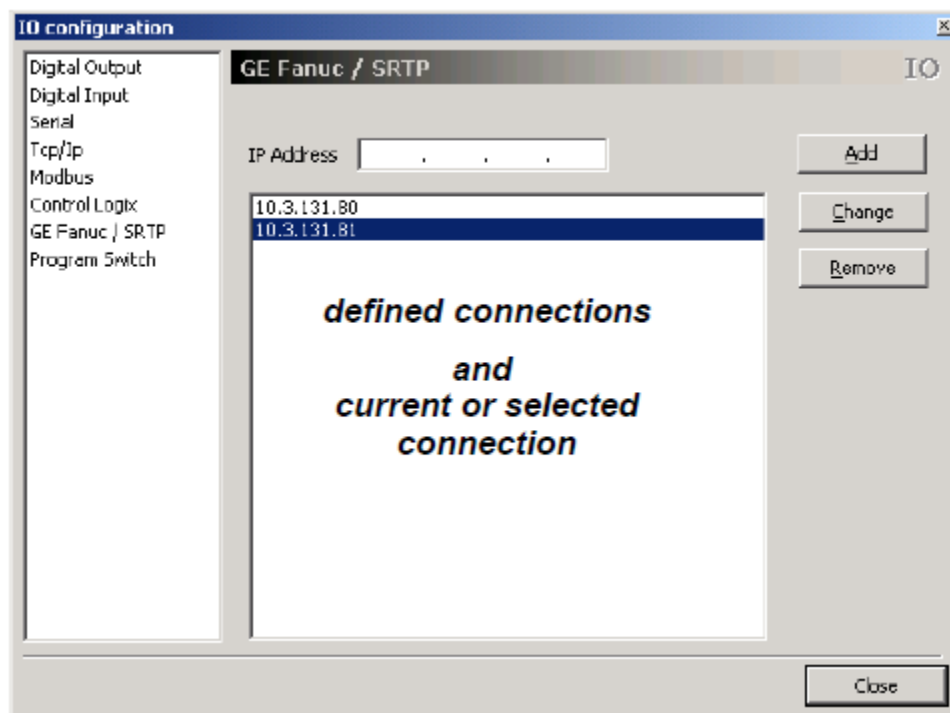 IO configuration
Digital Output
Digital Input
Serial
Tcp/Ip
Modbus
Control Logix
GE Fanuc / SRTP
Program Switch
GE Fanuc / SRTP
IO
IP Address . . .
Add
10.3.131.80
10.3.131.81
Change
Remove
defined connections
and
current or selected
connection
Close